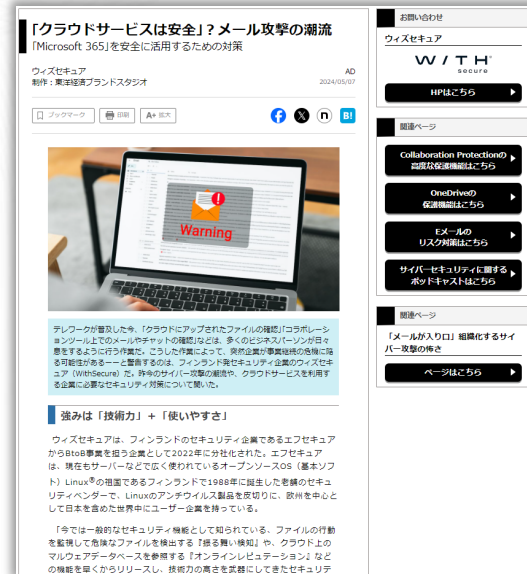 「クラウドサービスは安全」？メール攻撃の潮流
「Microsoft 365」を安全に活用するための対策
ウィズセキュア
AD
制作：東洋経済ブランドスタジオ
2024/05/07
ブックマーク
印刷
A+ 拡大
B!
Warning
テレワークが普及した今、「クラウドにアップされたファイルの確認」「コラボレーシ
ョンツール上でのメールやチャットの確認」などは、多くのビジネスパーソンが日々
息をするように行う作業だ。こうした作業によって、突然企業が事業継続の危機に陥
る可能性があるーーと警告するのは、フィンランド発セキュリティ企業のウィズセキ
ュア（WithSecure）だ。昨今のサイバー攻撃の潮流や、クラウドサービスを利用す
る企業に必要なセキュリティ対策について聞いた。
強みは「技術力」＋「使いやすさ」
ウィズセキュアは、フィンランドのセキュリティ企業であるエフセキュア
からBtoB事業を担う企業として2022年に分社化された。エフセキュア
は、現在もサーバーなどで広く使われているオープンソースOS（基本ソフ
ト）Linux®の祖国であるフィンランドで1988年に誕生した老舗のセキュ
リティベンダーで、Linuxのアンチウイルス製品を皮切りに、欧州を中心と
して日本を含めた世界中にユーザー企業を持っている。
「今では一般的なセキュリティ機能として知られている、ファイルの行動
を監視して危険なファイルを検出する『振る舞い検知』や、クラウド上の
マルウェアデータベースを参照する『オンラインレピュテーション』など
の機能を早くからリリースし、技術力の高さを武器にしてきたセキュリテ
お問い合わせ
ウィズセキュア
W / T H
secure
HPはこちら
関連ページ
Collaboration Protectionの
高度な保護機能はこちら
OneDriveの
保護機能はこちら
Eメールの
リスク対策はこちら
サイバーセキュリティに関する
ポッドキャストはこちら
関連ページ
「メールが入り口」組織化するサイ
バー攻撃の怖さ
ページはこちら